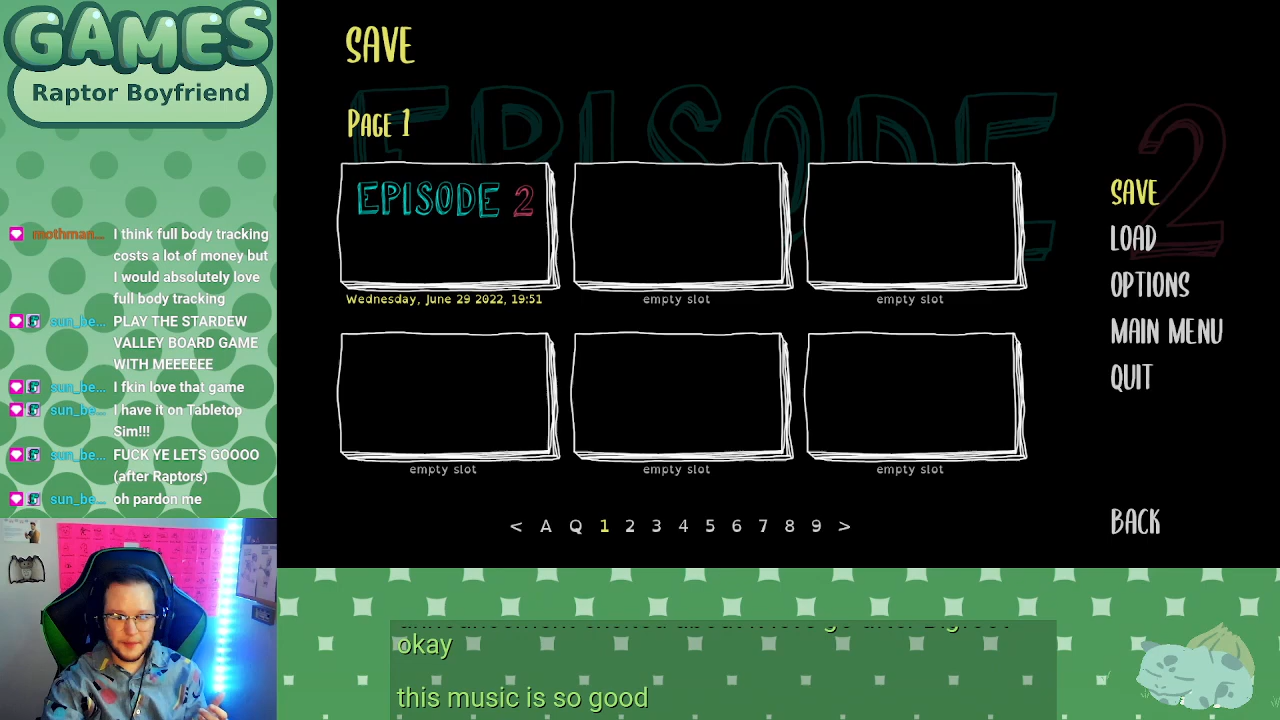 GAMES
Raptor Boyfriend
mothman... I think full body tracking
costs a lot of money but
I would absolutely love
full body tracking
sun_be... PLAY THE STARDEW
VALLEY BOARD GAME
WITH MEEEEEE
sun_be... I fkin love that game
sun_be... I have it on Tabletop
Sim!!!
sun_be... FUCK YE LETS GOOOO
(after Raptors)
sun_be... oh pardon me
SAVE
EPISODE 2
PAGE 1
EPISODE 2
Wednesday, June 29 2022, 19:51
empty slot
empty slot
empty slot
empty slot
empty slot
< A Q 1 2 3 4 5 6 7 8 9 >
SAVE
LOAD
OPTIONS
MAIN MENU
QUIT
BACK
okay
this music is so good